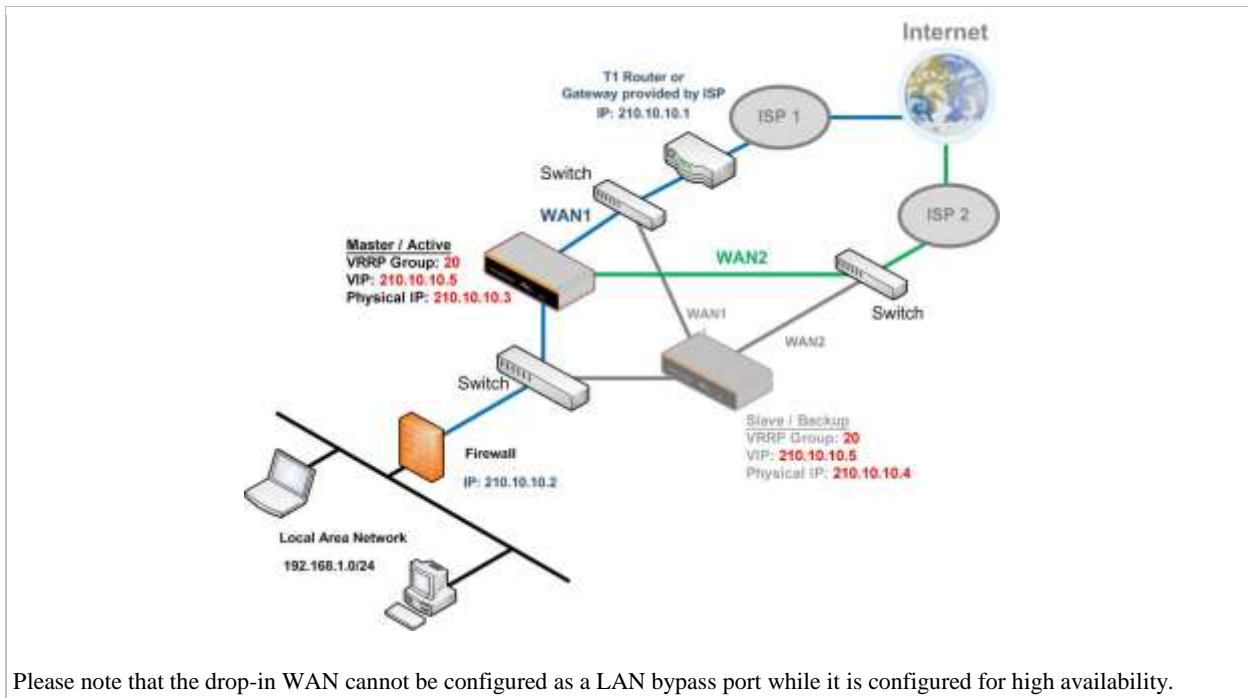 Internet
T1 Router or
Gateway provided by ISP
IP: 210.10.10.1
ISP 1
Switch
WAN1
ISP 2
Master / Active
VRRP Group: 20
VIP: 210.10.10.5
Physical IP: 210.10.10.3
WAN2
Switch
WAN1
WAN2
Switch
Slave / Backup
VRRP Group: 20
VIP: 210.10.10.5
Physical IP: 210.10.10.4
Firewall
IP: 210.10.10.2
Local Area Network
192.168.1.0/24
Please note that the drop-in WAN cannot be configured as a LAN bypass port while it is configured for high availability.